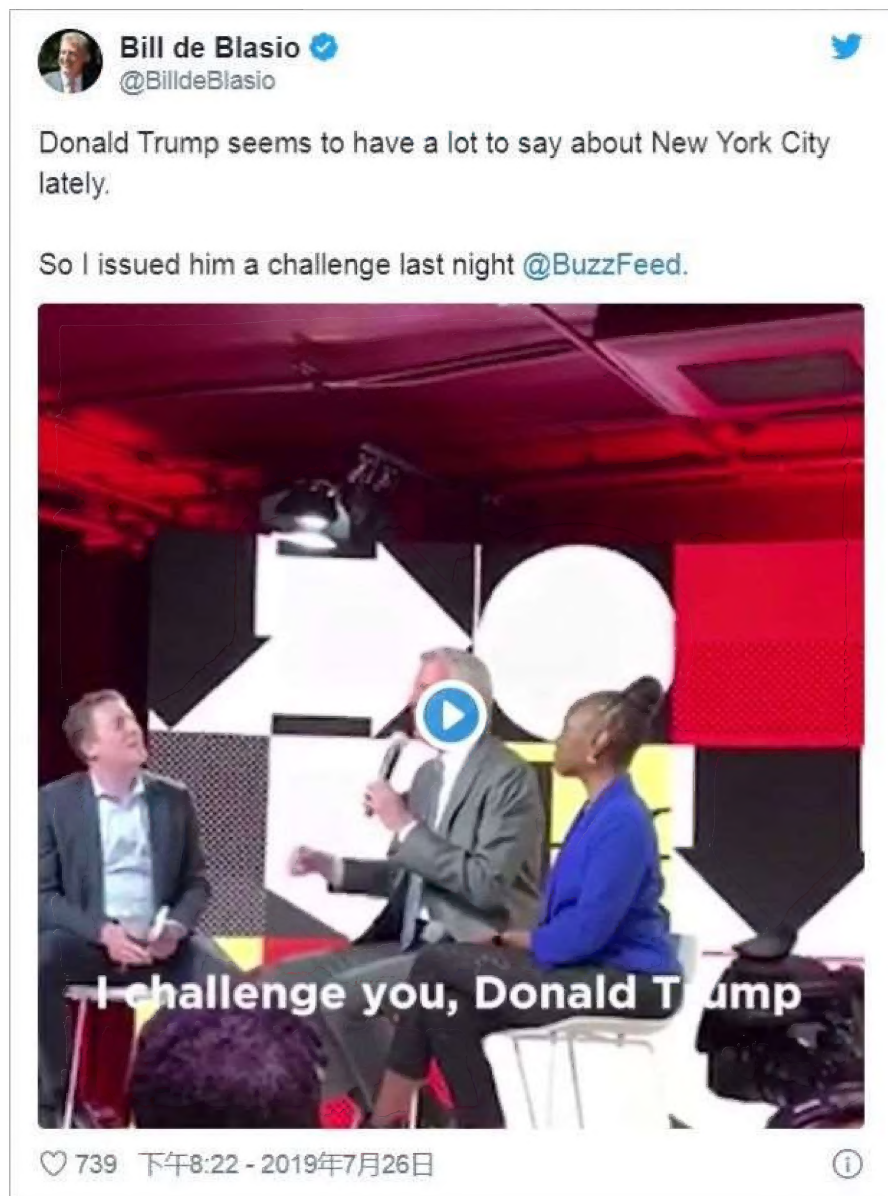 Bill de Blasio
@BilldeBlasio
Donald Trump seems to have a lot to say about New York City
lately.
So I issued him a challenge last night @BuzzFeed.
I challenge you, Donald Trump
739 下午8:22 - 2019年7月26日